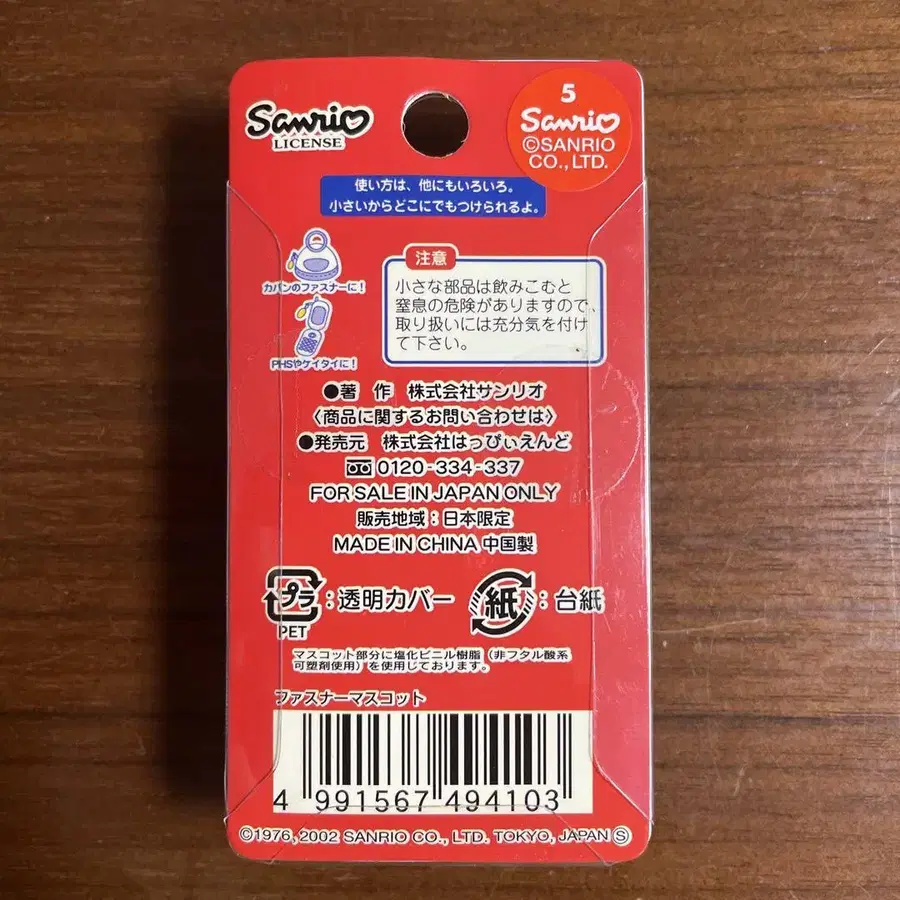 Sanrio
LICENSE
5
Sanrio
©SANRIO
CO., LTD.
使い方は、他にもいろいろ。
小さいからどこにでもつけられるよ。
カバンのファスナーに!
PHSやケイタイに!
注意
小さな部品は飲みこむと
窒息の危険がありますので、
取り扱いには充分気を付け
て下さい。
●著 作 株式会社サンリオ
〈商品に関するお問い合わせは〉
●発売元 株式会社はっぴぃえんど
0120-334-337
FOR SALE IN JAPAN ONLY
販売地域:日本限定
MADE IN CHINA 中国製
プラ:透明カバー
PET
紙:台紙
マスコット部分に塩化ビニル樹脂(非フタル酸系
可塑剤使用)を使用しております。
ファスナーマスコット
4 991567 494103
©1976, 2002 SANRIO CO., LTD. TOKYO, JAPAN Ⓢ